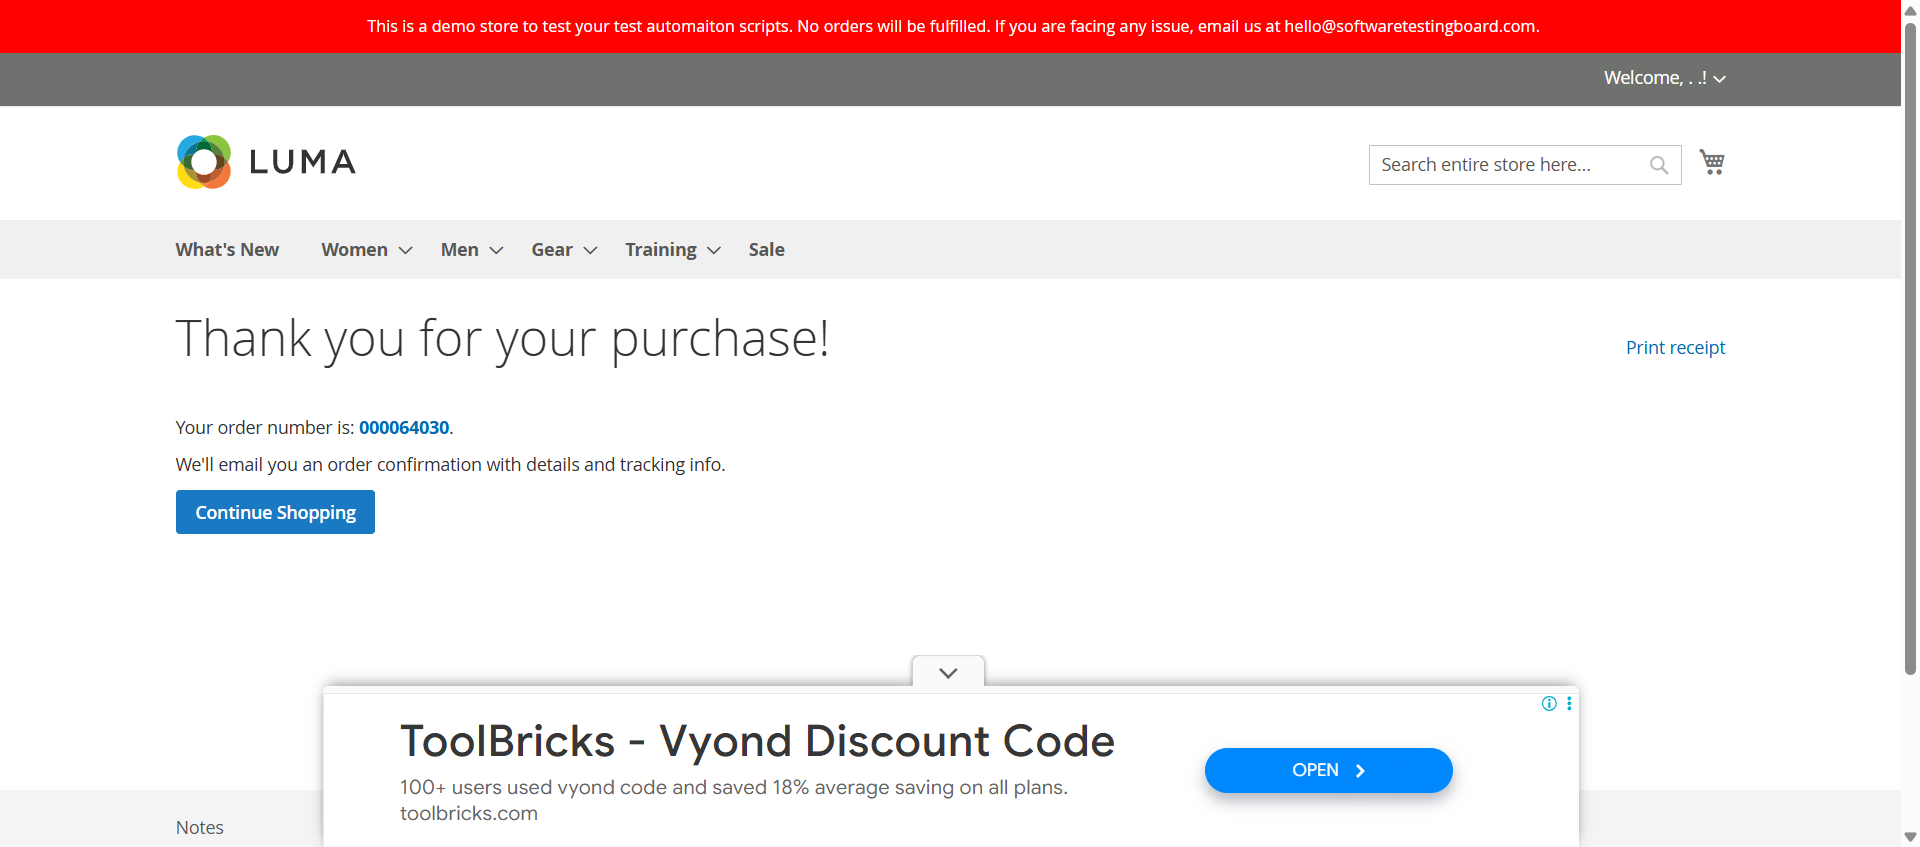 This is a demo store to test your test automaiton scripts. No orders will be fulfilled. If you are facing any issue, email us at hello@softwaretestingboard.com.
Welcome, . .!
LUMA
Search entire store here...
What's New Women Men Gear Training Sale
Thank you for your purchase!
Print receipt
Your order number is: 000064030.
We'll email you an order confirmation with details and tracking info.
Continue Shopping
ToolBricks - Vyond Discount Code
100+ users used vyond code and saved 18% average saving on all plans.
toolbricks.com
OPEN
Notes